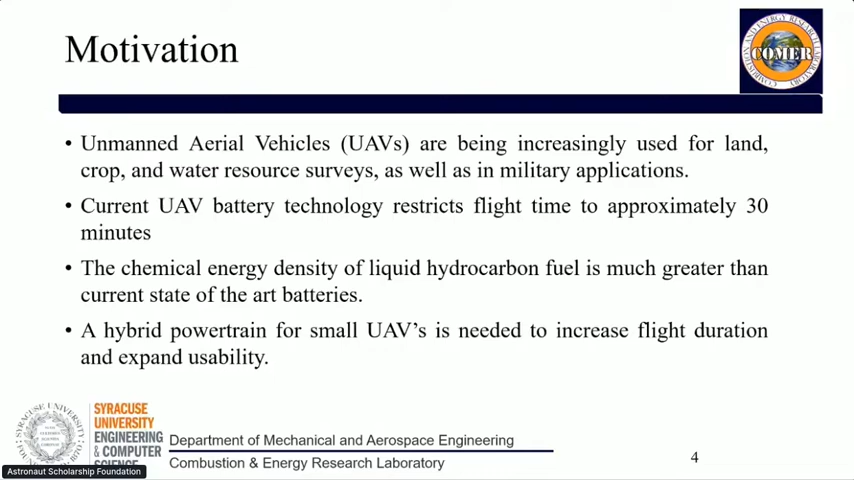 Motivation
COMER
• Unmanned Aerial Vehicles (UAVs) are being increasingly used for land,
crop, and water resource surveys, as well as in military applications.
• Current UAV battery technology restricts flight time to approximately 30
minutes
• The chemical energy density of liquid hydrocarbon fuel is much greater than
current state of the art batteries.
• A hybrid powertrain for small UAV's is needed to increase flight duration
and expand usability.
SYRACUSE
UNIVERSITY
ENGINEERING
& COMPUTER
SCIENCE
Department of Mechanical and Aerospace Engineering
Combustion & Energy Research Laboratory
4
Astronaut Scholarship Foundation